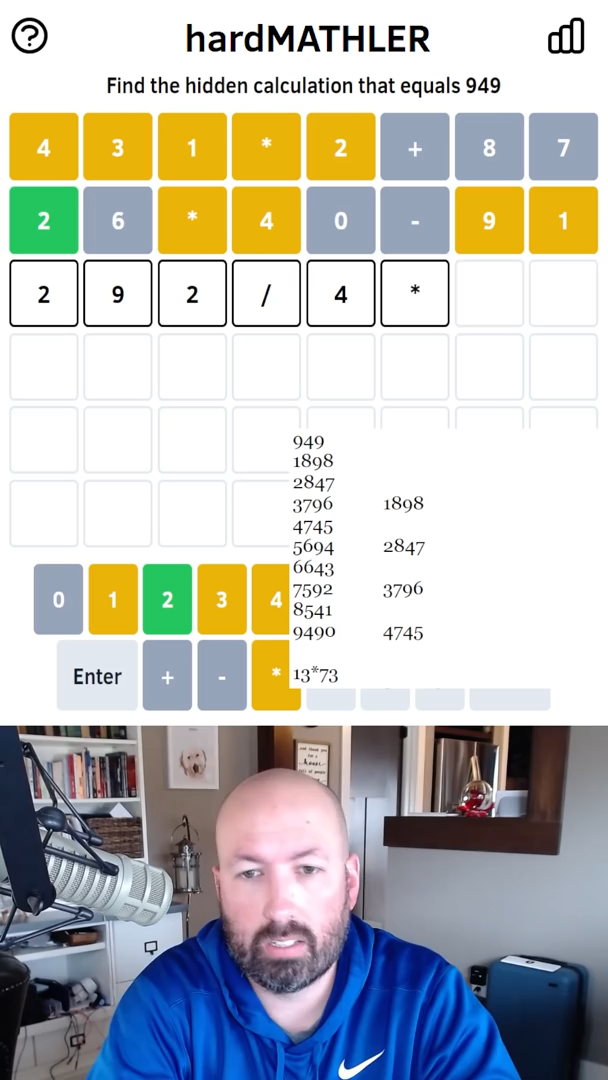 hardMATHLER
Find the hidden calculation that equals 949
4 3 1 * 2 + 8 7
2 6 * 4 0 - 9 1
2 9 2 / 4 *
949
1898
2847
3796 1898
4745
5694 2847
6643
7592 3796
8541
9490 4745
13*73
0 1 2 3 4
Enter + - *